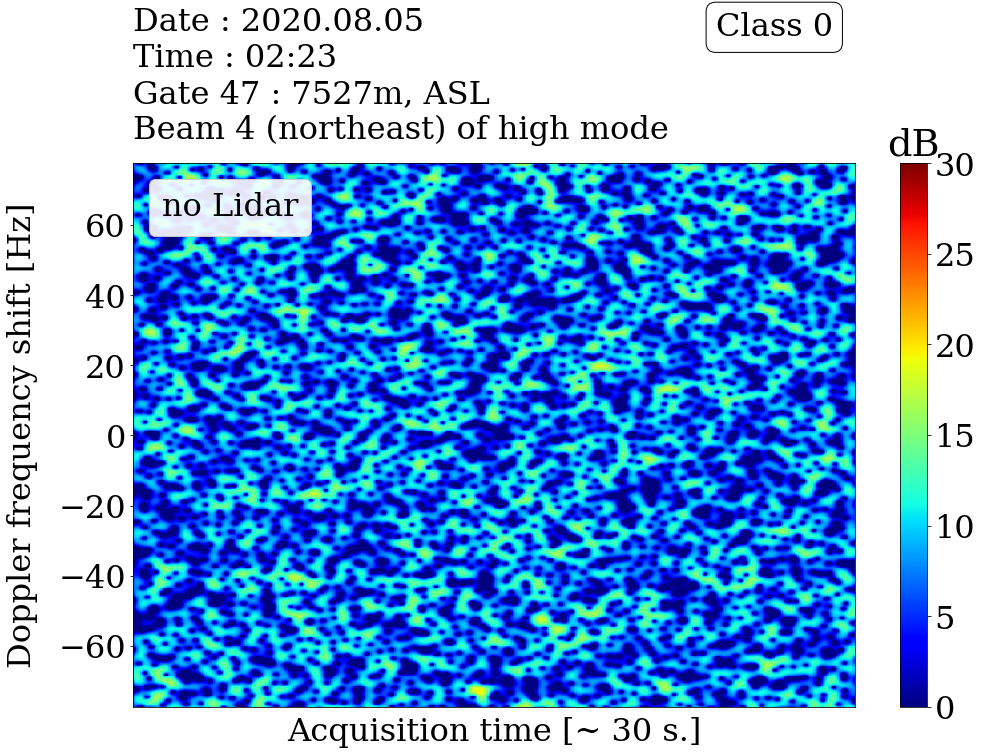 Date : 2020.08.05
Time : 02:23
Gate 47 : 7527m, ASL
Beam 4 (northeast) of high mode
Class 0
dB
no Lidar
Doppler frequency shift [Hz]
60
40
20
0
−20
−40
−60
Acquisition time [~ 30 s.]
30
25
20
15
10
5
0